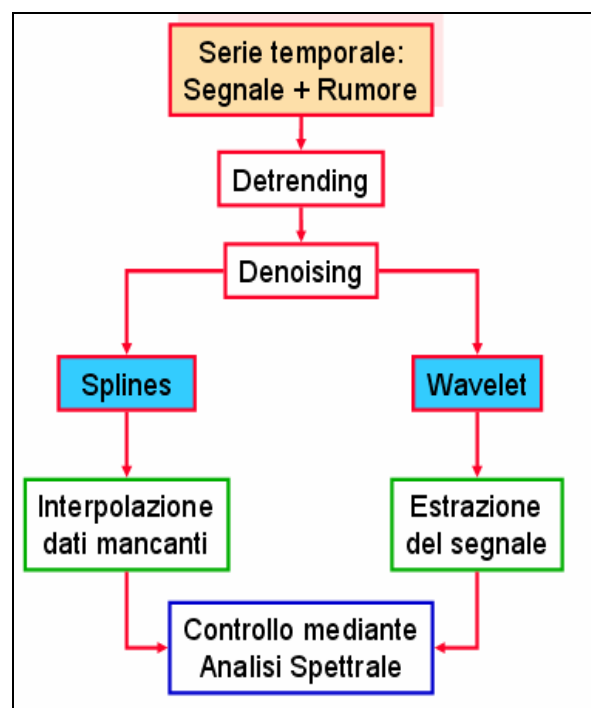 Serie temporale:
Segnale + Rumore
Detrending
Denoising
Splines
Wavelet
Interpolazione
dati mancanti
Estrazione
del segnale
Controllo mediante
Analisi Spettrale